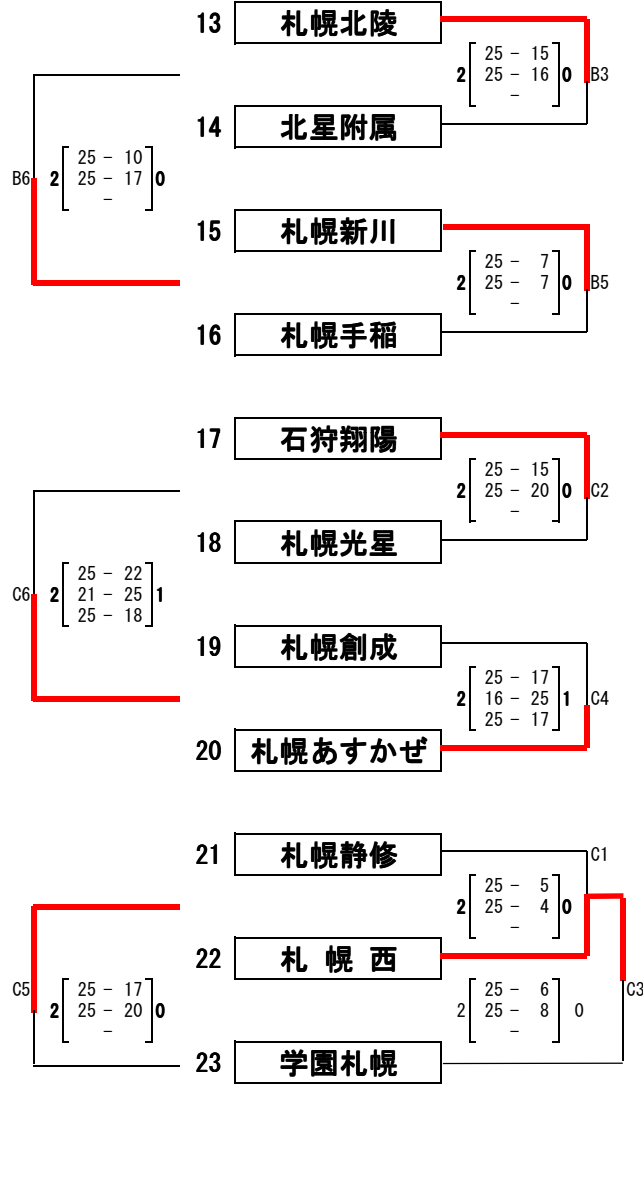 13 札幌北陵
25 － 15
2 25 － 16 0 B3
－
14 北星附属
25 － 10
B6 2 25 － 17 0
－
15 札幌新川
25 － 7
2 25 － 7 0 B5
－
16 札幌手稲
17 石狩翔陽
25 － 15
2 25 － 20 0 C2
－
18 札幌光星
25 － 22
C6 2 21 － 25 1
25 － 18
19 札幌創成
25 － 17
2 16 － 25 1 C4
25 － 17
20 札幌あすかぜ
21 札幌静修 C1
25 － 5
2 25 － 4 0
－
22 札 幌 西
25 － 17
C5 2 25 － 20 0
－
25 － 6 C3
2 25 － 8 0
－
23 学園札幌